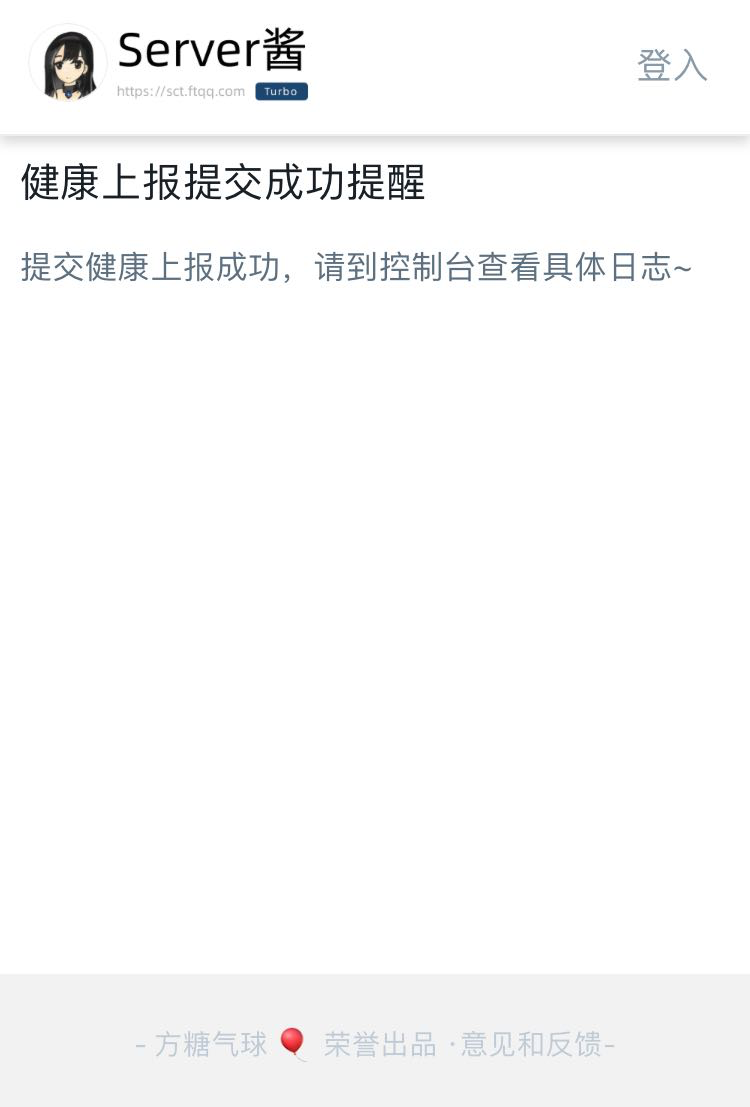 Server酱
登入
https://sct.ftqq.com Turbo
健康上报提交成功提醒
提交健康上报成功，请到控制台查看具体日志~
- 方糖气球🎈 荣誉出品 ·意见和反馈-